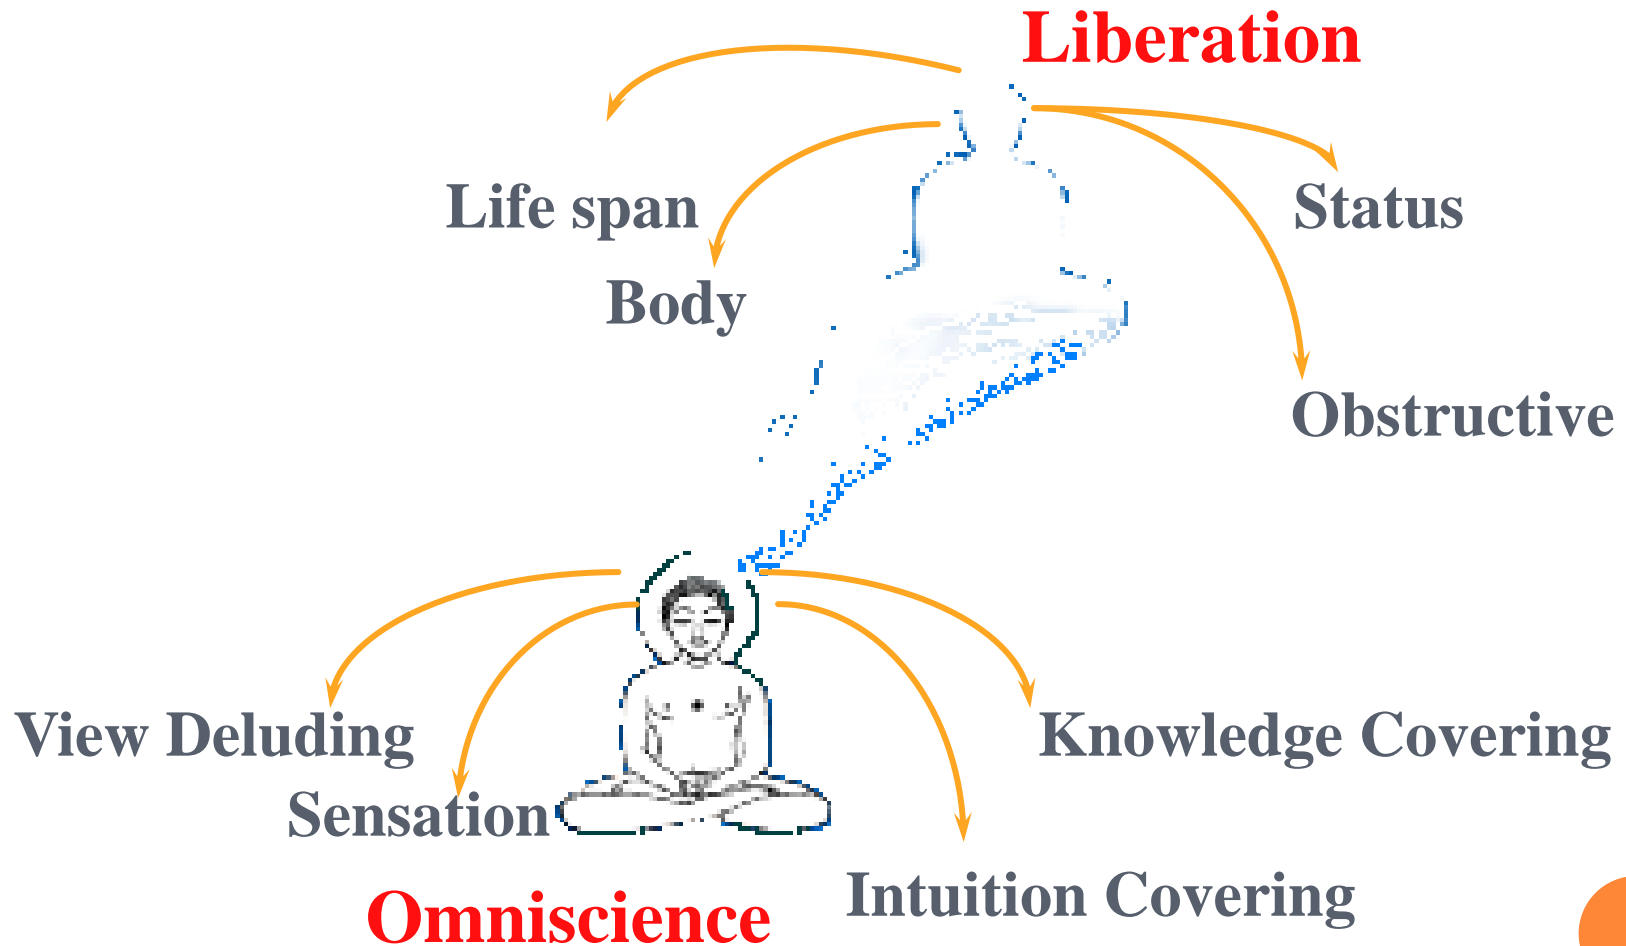 Liberation
Life span
Status
Body
Obstructive
View Deluding
Knowledge Covering
Sensation
Intuition Covering
Omniscience